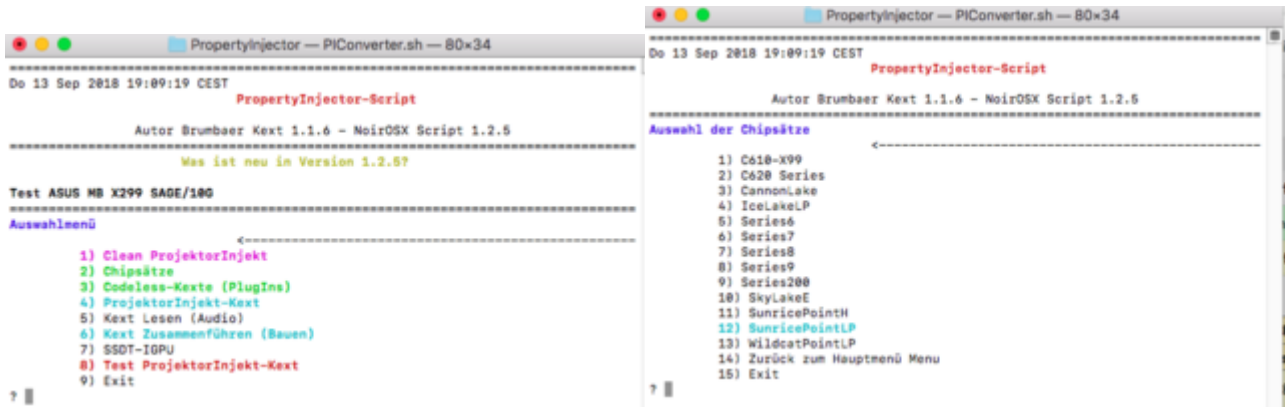 PropertyInjector — PIConverter.sh — 80×34
================================================================================
Do 13 Sep 2018 19:09:19 CEST
PropertyInjector-Script
Autor Brumbaer Kext 1.1.6 - NoirOSX Script 1.2.5
================================================================================
Was ist neu in Version 1.2.5?
Test ASUS MB X299 SAGE/10G
================================================================================
Auswahlmenü
<--------------------------------------------------
1) Clean ProjektorInjekt
2) Chipsätze
3) Codeless-Kexte (PlugIns)
4) ProjektorInjekt-Kext
5) Kext Lesen (Audio)
6) Kext Zusammenführen (Bauen)
7) SSDT-IGPU
8) Test ProjektorInjekt-Kext
9) Exit
?
PropertyInjector — PIConverter.sh — 80×34
================================================================================
Do 13 Sep 2018 19:09:19 CEST
PropertyInjector-Script
Autor Brumbaer Kext 1.1.6 - NoirOSX Script 1.2.5
================================================================================
Auswahl der Chipsätze
<--------------------------------------------------
1) C610-X99
2) C620 Series
3) CannonLake
4) IceLakeLP
5) Series6
6) Series7
7) Series8
8) Series9
9) Series200
10) SkyLakeE
11) SunricePointH
12) SunricePointLP
13) WildcatPointLP
14) Zurück zum Hauptmenü Menu
15) Exit
?